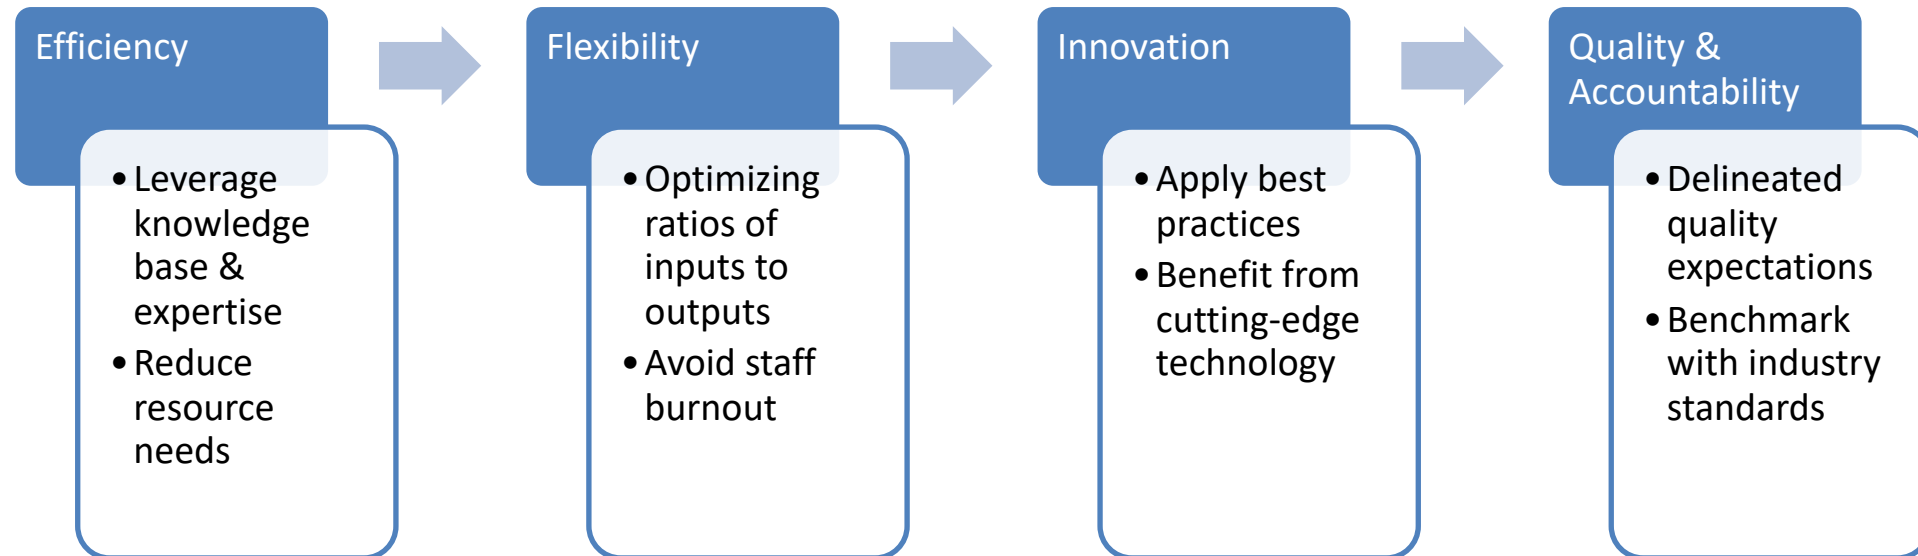 Efficiency
•Leverage
knowledge
base &
expertise
•Reduce
resource
needs
Flexibility
•Optimizing
ratios of
inputs to
outputs
•Avoid staff
burnout
Innovation
•Apply best
practices
•Benefit from
cutting-edge
technology
Quality &
Accountability
•Delineated
quality
expectations
•Benchmark
with industry
standards